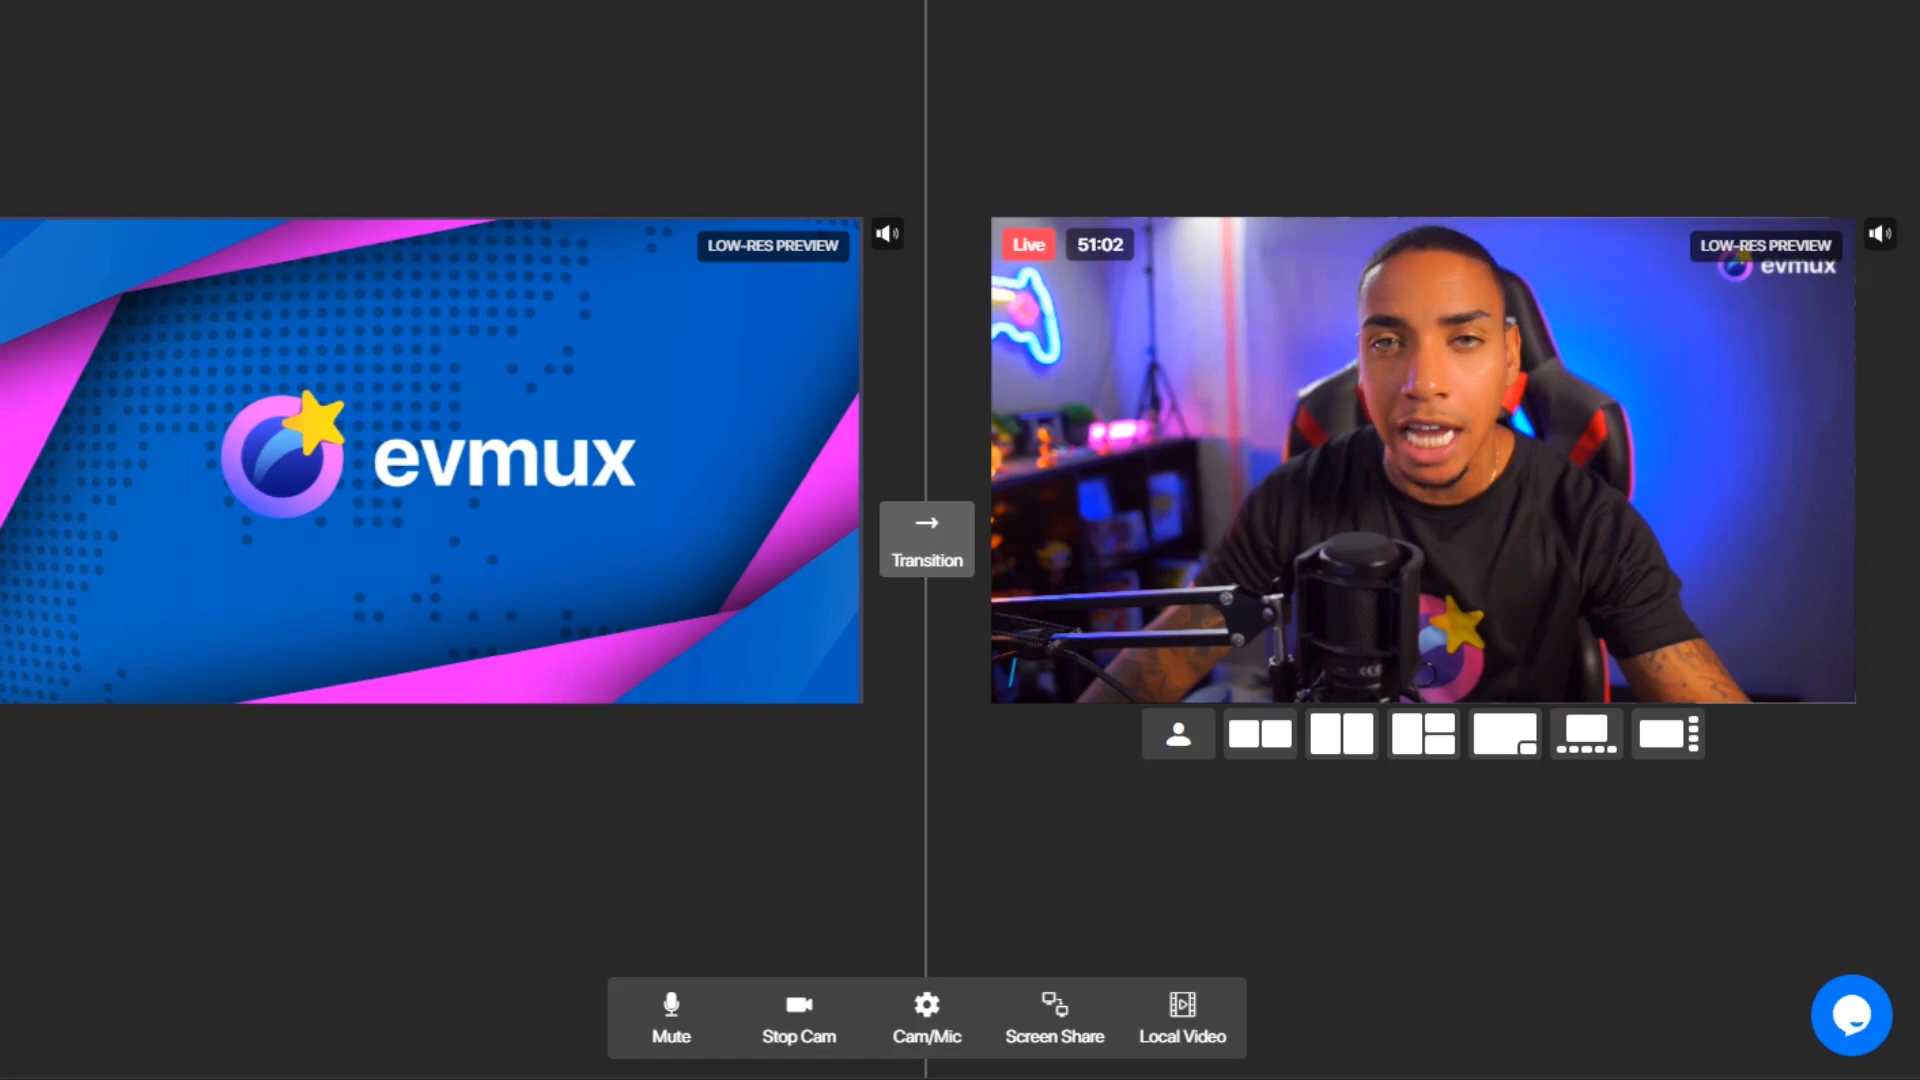 LOW-RES PREVIEW
evmux
Transition
Live
51:02
LOW-RES PREVIEW
evmux
Mute
Stop Cam
Cam/Mic
Screen Share
Local Video